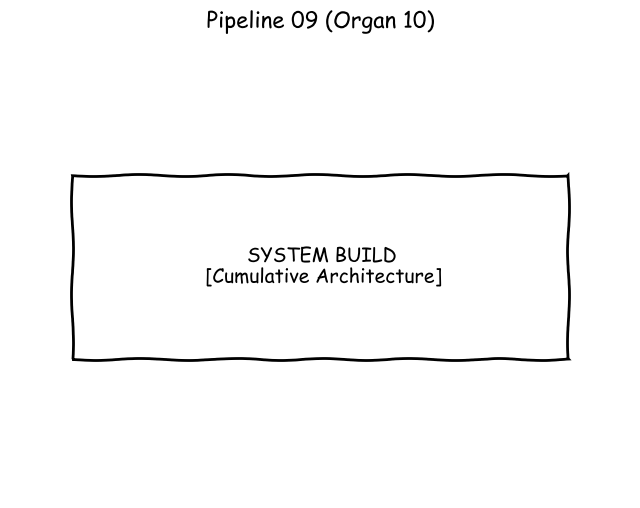 Pipeline 09 (Organ 10)
SYSTEM BUILD
[Cumulative Architecture]